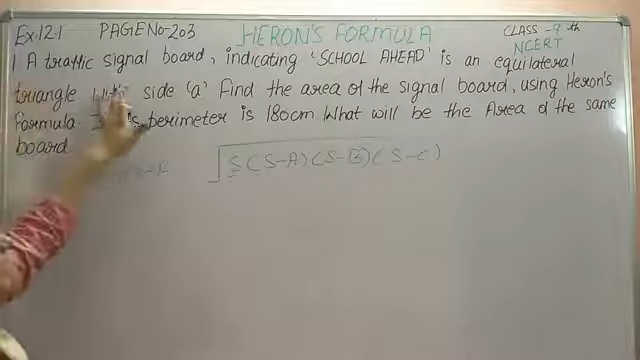 Ex:12.1 PAGE No-203 HERON'S FORMULA CLASS-9th
NCERT
1 A traffic signal board, indicating 'SCHOOL AHEAD' is an equilateral
triangle with side 'a' Find the area of the signal board, using Heron's
Formula. is perimeter is 180cm What will be the Area of the same
board
√S(S-A)(S-B)(S-C)